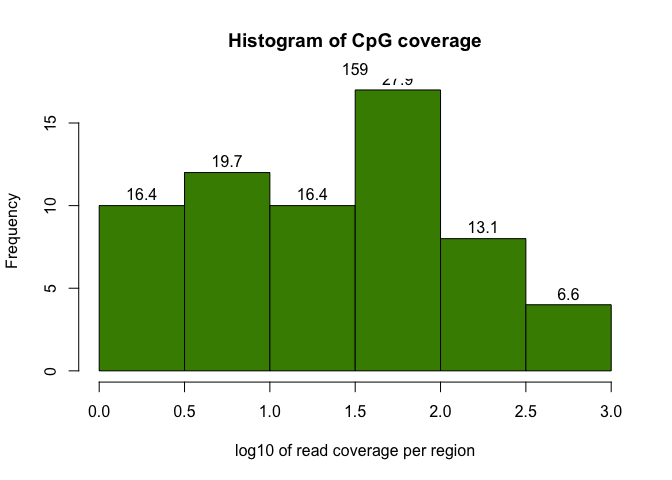 Histogram of CpG coverage
159
27.9
19.7
16.4
16.4
13.1
6.6
Frequency
15
10
5
0
0.0 0.5 1.0 1.5 2.0 2.5 3.0
log10 of read coverage per region